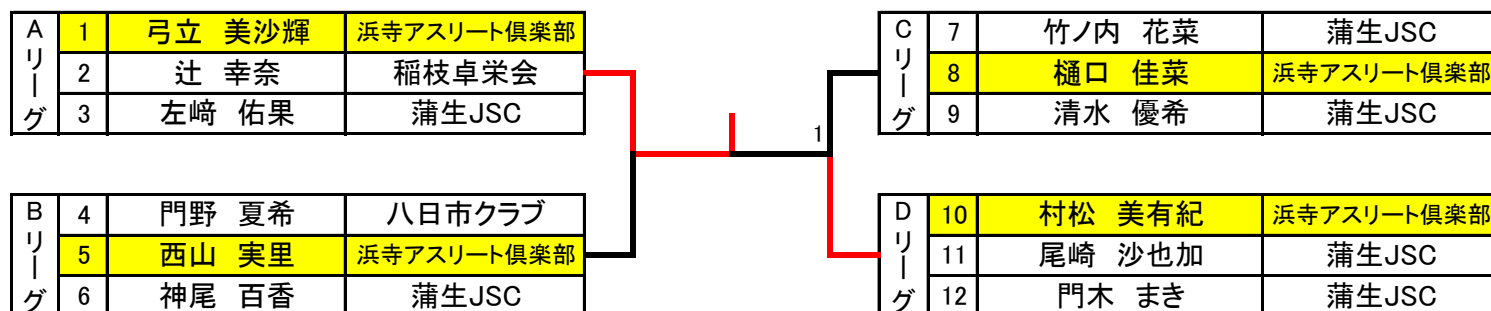 Aリーグ
1 弓立 美沙輝 浜寺アスリート倶楽部
2 辻 幸奈 稲枝卓栄会
3 左﨑 佑果 蒲生JSC
Bリーグ
4 門野 夏希 八日市クラブ
5 西山 実里 浜寺アスリート倶楽部
6 神尾 百香 蒲生JSC
1
Cリーグ
7 竹ノ内 花菜 蒲生JSC
8 樋口 佳菜 浜寺アスリート倶楽部
9 清水 優希 蒲生JSC
Dリーグ
10 村松 美有紀 浜寺アスリート倶楽部
11 尾崎 沙也加 蒲生JSC
12 門木 まき 蒲生JSC